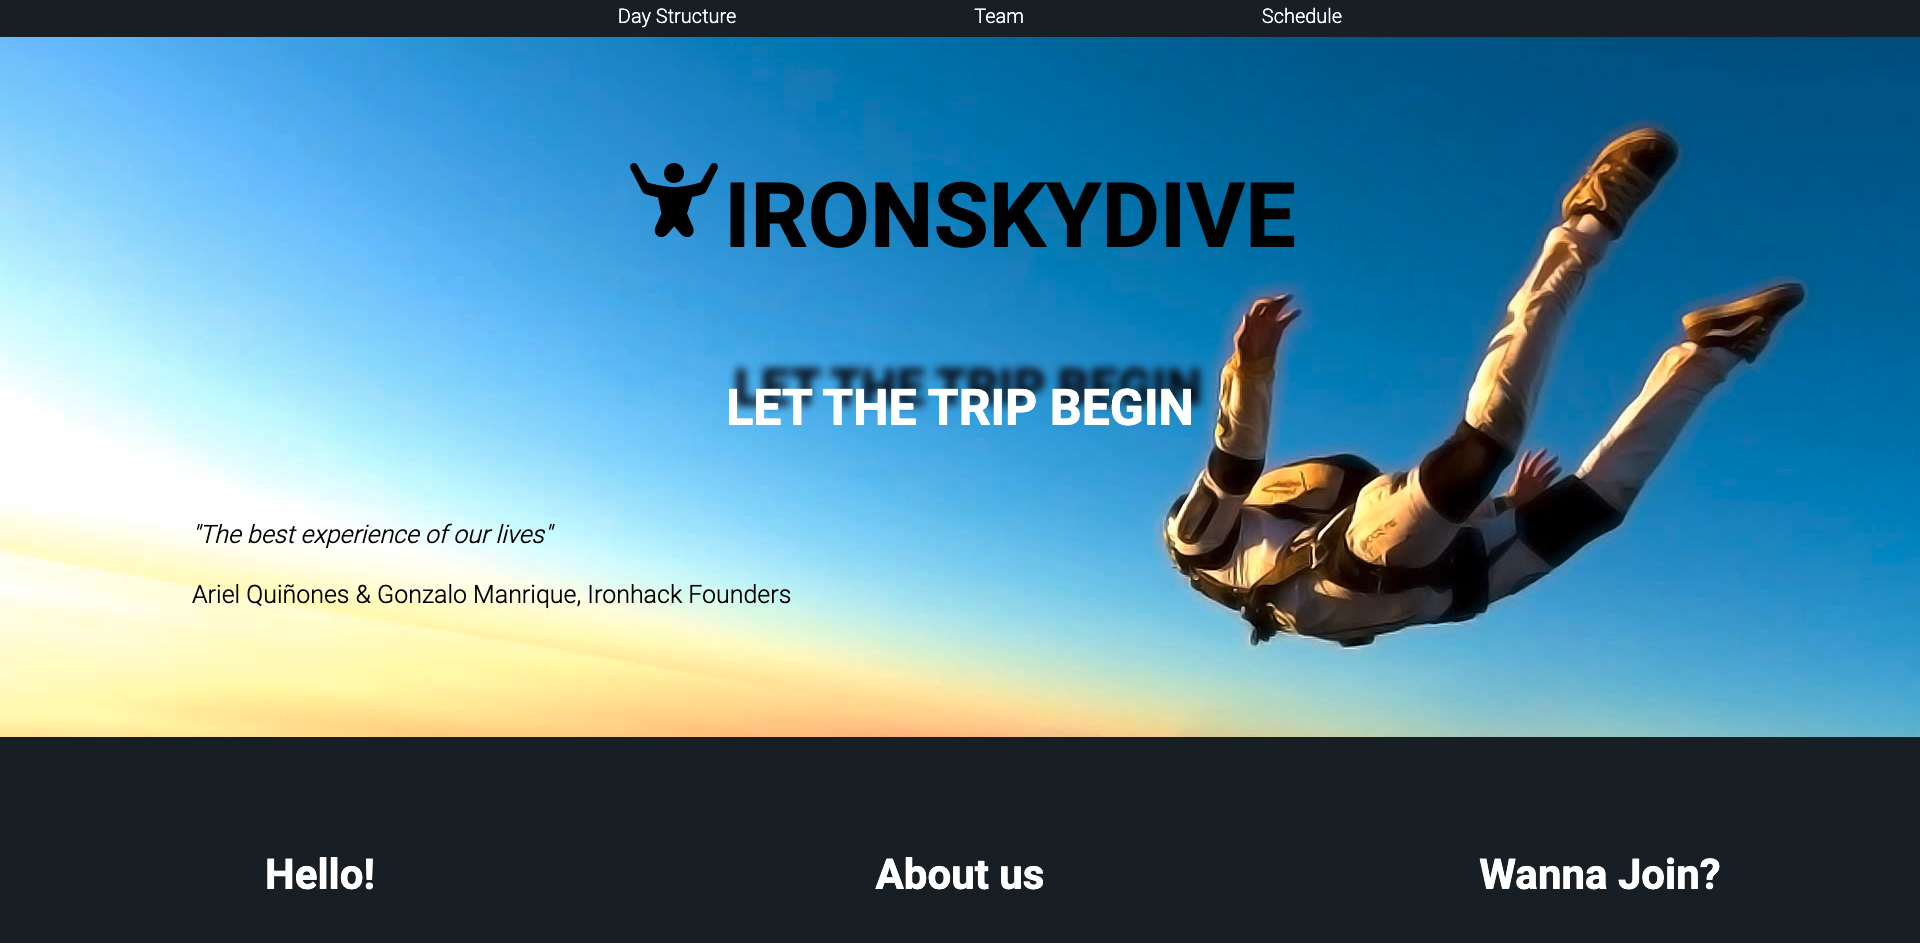 Day Structure
Team
Schedule
IRONSKYDIVE
LET THE TRIP BEGIN
"The best experience of our lives"
Ariel Quiñones & Gonzalo Manrique, Ironhack Founders
Hello!
About us
Wanna Join?